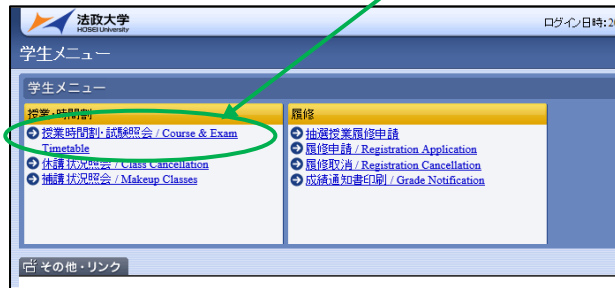 法政大学
HOSEI University
ログイン日時:2
学生メニュー
学生メニュー
授業・時間割
授業時間割・試験照会 / Course & Exam
Timetable
休講状況照会 / Class Cancellation
補講状況照会 / Makeup Classes
履修
抽選授業履修申請
履修申請 / Registration Application
履修取消 / Registration Cancellation
成績通知書印刷 / Grade Notification
その他・リンク